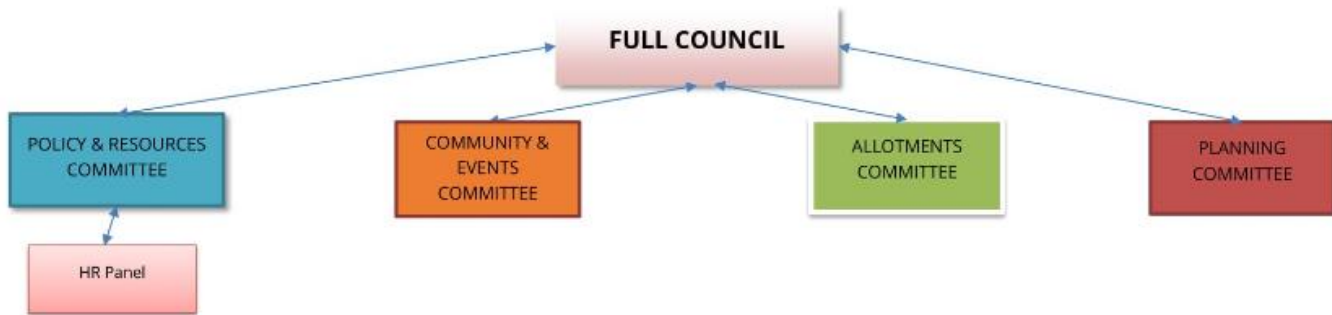 FULL COUNCIL
POLICY & RESOURCES
COMMITTEE
COMMUNITY &
EVENTS
COMMITTEE
ALLOTMENTS
COMMITTEE
PLANNING
COMMITTEE
HR Panel